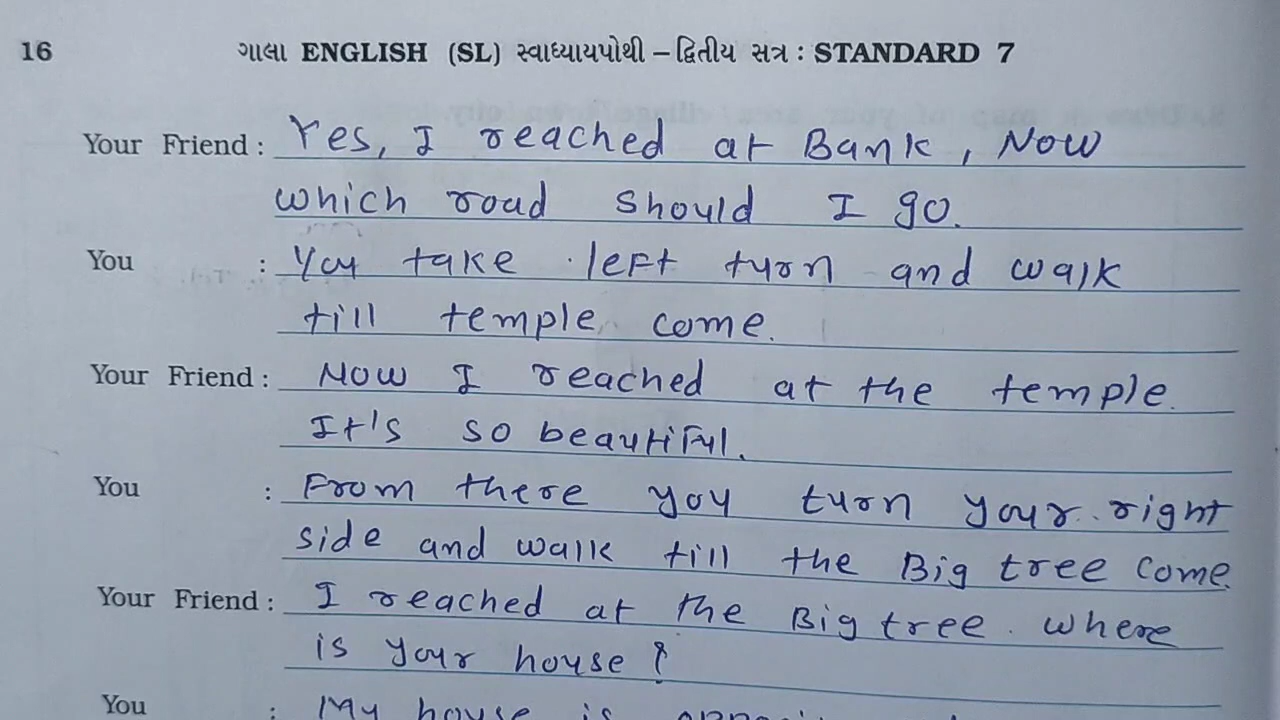 16 ગાલા ENGLISH (SL) સ્વાધ્યાયપોથી – દ્વિતીય સત્ર : STANDARD 7
Your Friend : Yes, I reached at Bank, Now
which road should I go.
You : You take left turn and walk
till temple come.
Your Friend : Now I reached at the temple.
It's so beautiful.
You : From there you turn your right
side and walk till the Big tree come.
Your Friend : I reached at the Big tree. where
is your house?
You : My house is